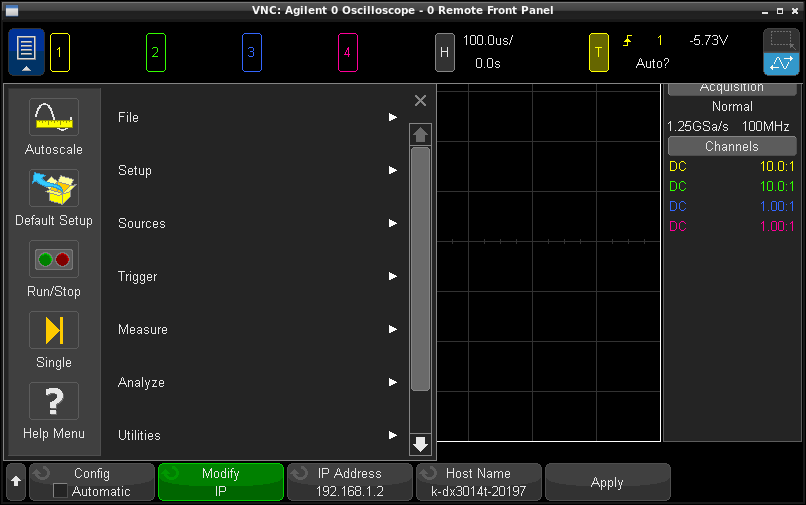 VNC: Agilent 0 Oscilloscope - 0 Remote Front Panel
1
2
3
4
H
100.0us/
0.0s
T
1
-5.73V
Auto?
Autoscale
Default Setup
Run/Stop
Single
Help Menu
File
Setup
Sources
Trigger
Measure
Analyze
Utilities
Acquisition
Normal
1.25GSa/s 100MHz
Channels
DC 10.0:1
DC 10.0:1
DC 1.00:1
DC 1.00:1
Config
Automatic
Modify
IP
IP Address
192.168.1.2
Host Name
k-dx3014t-20197
Apply